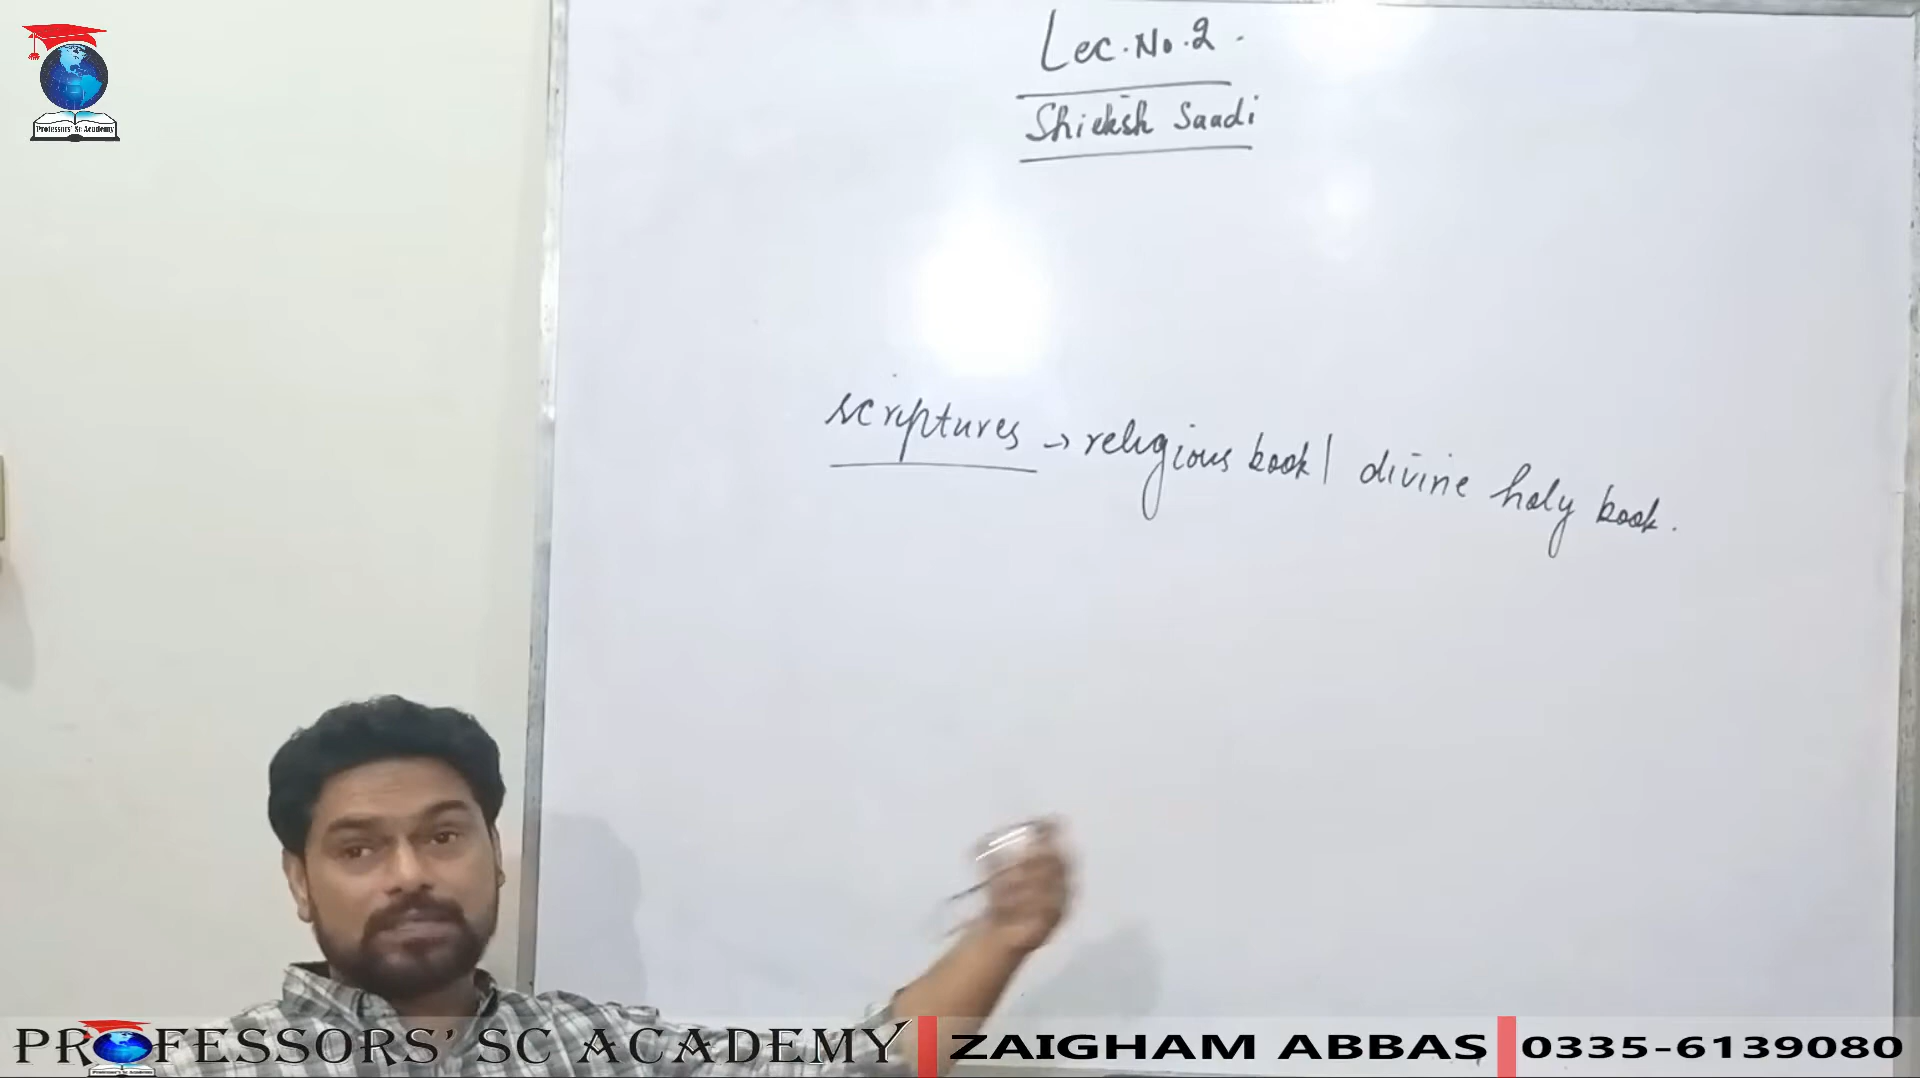 Lec. No. 2.
Shieksh Saadi
scriptures → religious book | divine holy book.
Professors' Sc Academy
PROFESSORS' SC ACADEMY
ZAIGHAM ABBAS
0335-6139080